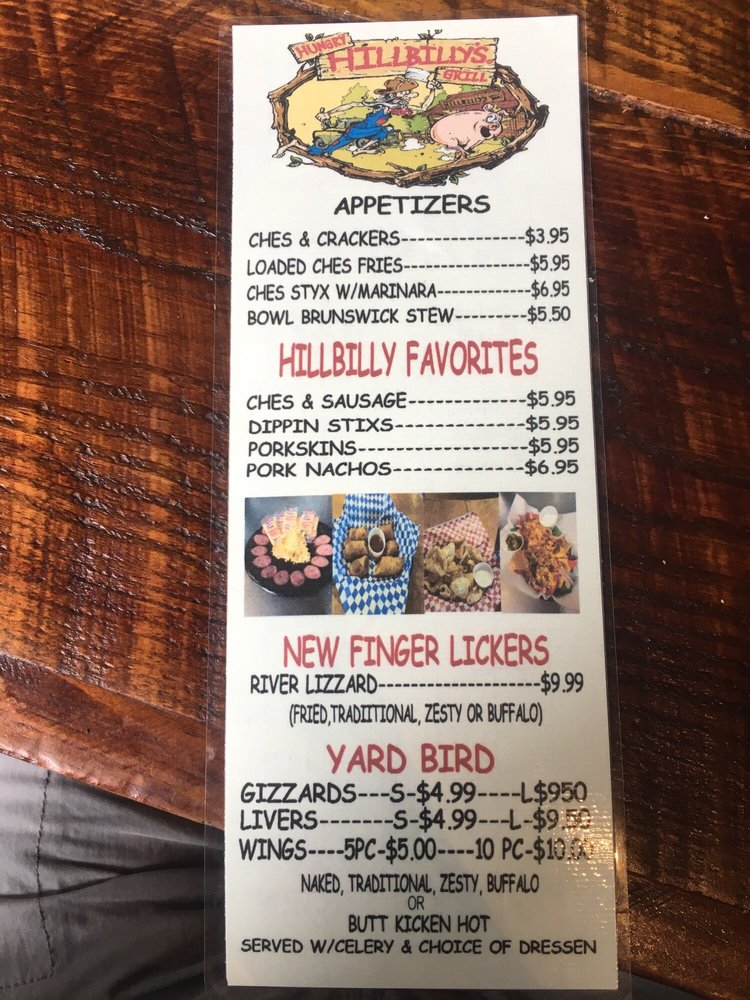 HUNGRY
HILLBILLY'S
GRILL
APPETIZERS
CHES & CRACKERS----------------$3.95
LOADED CHES FRIES----------------$5.95
CHES STYX W/MARINARA-------------$6.95
BOWL BRUNSWICK STEW---------$5.50
HILLBILLY FAVORITES
CHES & SAUSAGE--------------$5.95
DIPPIN STIXS----------------$5.95
PORKSKINS--------------------$5.95
PORK NACHOS---------------$6.95
NEW FINGER LICKERS
RIVER LIZZARD---------------------$9.99
(FRIED,TRADIITIONAL, ZESTY OR BUFFALO)
YARD BIRD
GIZZARDS---S-$4.99----L$950
LIVERS--------S-$4.99---L-$9.50
WINGS----5PC-$5.00----10 PC-$10.00
NAKED, TRADITIONAL, ZESTY, BUFFALO
OR
BUTT KICKEN HOT
SERVED W/CELERY & CHOICE OF DRESSEN